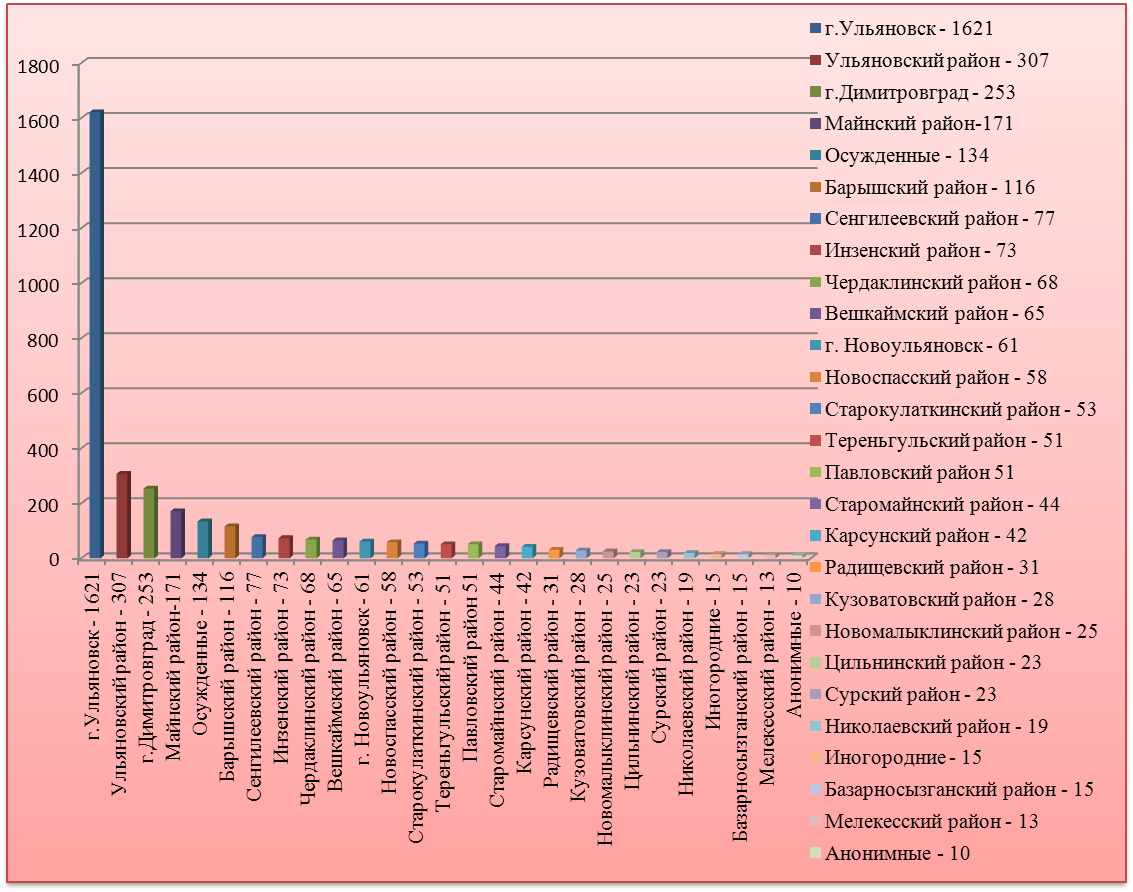 1800
1600
1400
1200
1000
800
600
400
200
0
г.Ульяновск - 1621
Ульяновский район - 307
г.Димитровград - 253
Майнский район-171
Осужденные - 134
Барышский район - 116
Сенгилеевский район - 77
Инзенский район - 73
Чердаклинский район - 68
Вешкаймский район - 65
г. Новоульяновск - 61
Новоспасский район - 58
Старокулаткинский район - 53
Тереньгульский район - 51
Павловский район 51
Старомайнский район - 44
Карсунский район - 42
Радищевский район - 31
Кузоватовский район - 28
Новомалыклинский район - 25
Цильнинский район - 23
Сурский район - 23
Николаевский район - 19
Иногородние - 15
Базарносызганский район - 15
Мелекесский район - 13
Анонимные - 10
г.Ульяновск - 1621
Ульяновский район - 307
г.Димитровград - 253
Майнский район-171
Осужденные - 134
Барышский район - 116
Сенгилеевский район - 77
Инзенский район - 73
Чердаклинский район - 68
Вешкаймский район - 65
г. Новоульяновск - 61
Новоспасский район - 58
Старокулаткинский район - 53
Тереньгульский район - 51
Павловский район 51
Старомайнский район - 44
Карсунский район - 42
Радищевский район - 31
Кузоватовский район - 28
Новомалыклинский район - 25
Цильнинский район - 23
Сурский район - 23
Николаевский район - 19
Иногородние - 15
Базарносызганский район - 15
Мелекесский район - 13
Анонимные - 10